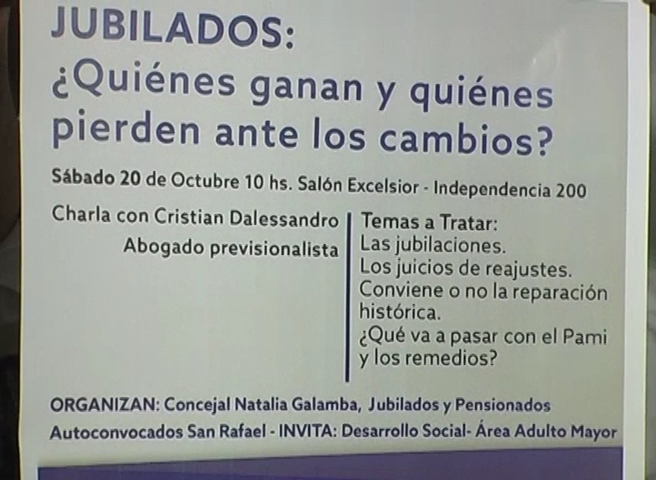 JUBILADOS:
¿Quiénes ganan y quiénes
pierden ante los cambios?
Sábado 20 de Octubre 10 hs. Salón Excelsior - Independencia 200
Charla con Cristian Dalessandro
Abogado previsionalista
Temas a Tratar:
Las jubilaciones.
Los juicios de reajustes.
Conviene o no la reparación
histórica.
¿Qué va a pasar con el Pami
y los remedios?
ORGANIZAN: Concejal Natalia Galamba, Jubilados y Pensionados
Autoconvocados San Rafael - INVITA: Desarrollo Social- Área Adulto Mayor